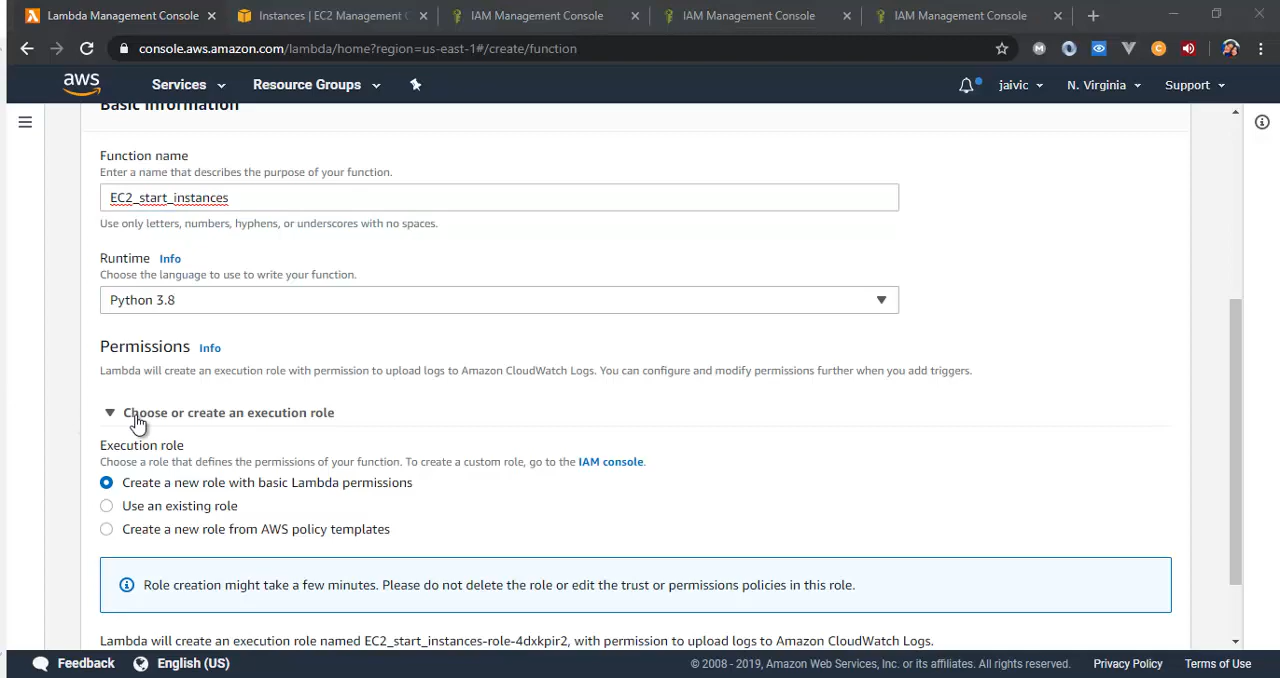 Lambda Management Console
Instances | EC2 Management C
IAM Management Console
IAM Management Console
IAM Management Console
console.aws.amazon.com/lambda/home?region=us-east-1#/create/function
aws
Services
Resource Groups
jaivic
N. Virginia
Support
Basic information
Function name
Enter a name that describes the purpose of your function.
EC2_start_instances
Use only letters, numbers, hyphens, or underscores with no spaces.
Runtime Info
Choose the language to use to write your function.
Python 3.8
Permissions Info
Lambda will create an execution role with permission to upload logs to Amazon CloudWatch Logs. You can configure and modify permissions further when you add triggers.
Choose or create an execution role
Execution role
Choose a role that defines the permissions of your function. To create a custom role, go to the IAM console.
Create a new role with basic Lambda permissions
Use an existing role
Create a new role from AWS policy templates
Role creation might take a few minutes. Please do not delete the role or edit the trust or permissions policies in this role.
Lambda will create an execution role named EC2_start_instances-role-4dxkpir2, with permission to upload logs to Amazon CloudWatch Logs.
Feedback
English (US)
© 2008 - 2019, Amazon Web Services, Inc. or its affiliates. All rights reserved.
Privacy Policy
Terms of Use